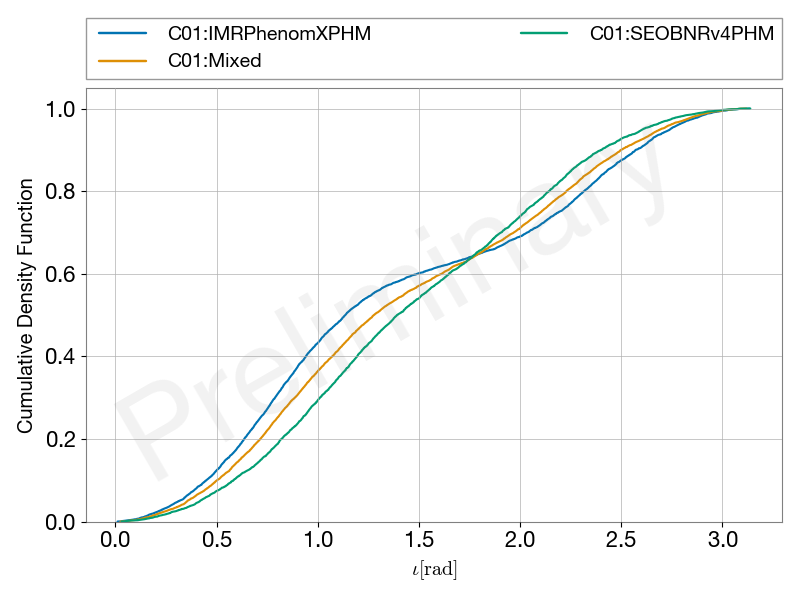 C01:IMRPhenomXPHM
C01:Mixed
C01:SEOBNRv4PHM
Cumulative Density Function
1.0
0.8
0.6
0.4
0.2
0.0
Preliminary
0.0 0.5 1.0 1.5 2.0 2.5 3.0
ι[rad]